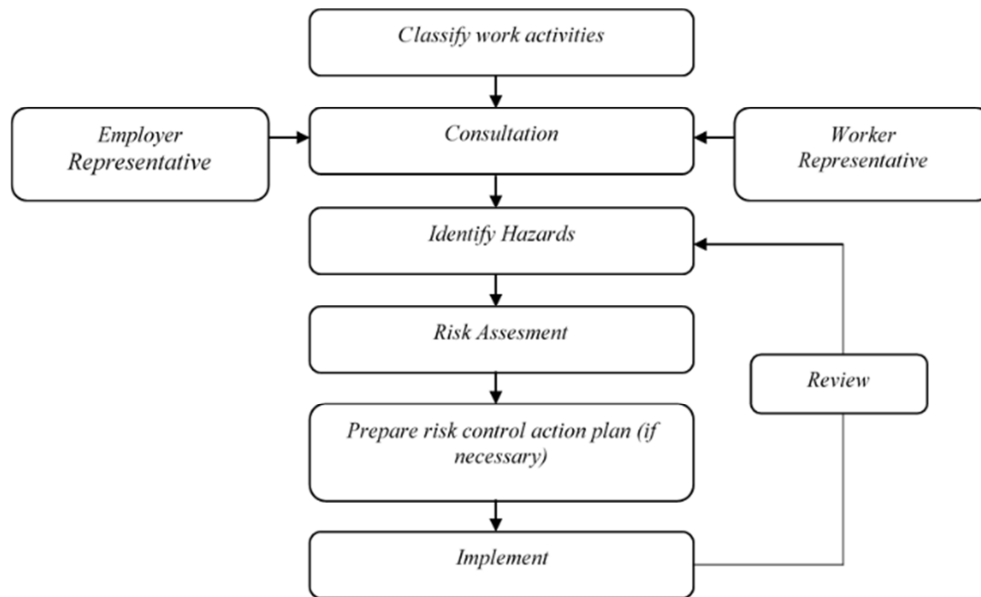 Classify work activities
Employer
Representative
Consultation
Worker
Representative
Identify Hazards
Risk Assesment
Review
Prepare risk control action plan (if
necessary)
Implement